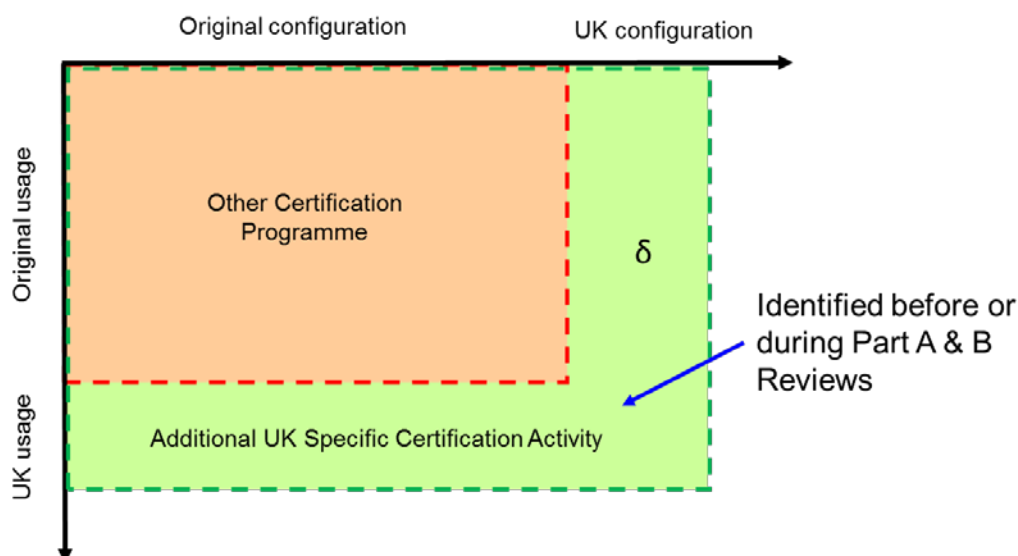 Original configuration
UK configuration
Original usage
Other Certification
Programme
δ
Identified before or
during Part A & B
Reviews
UK usage
Additional UK Specific Certification Activity